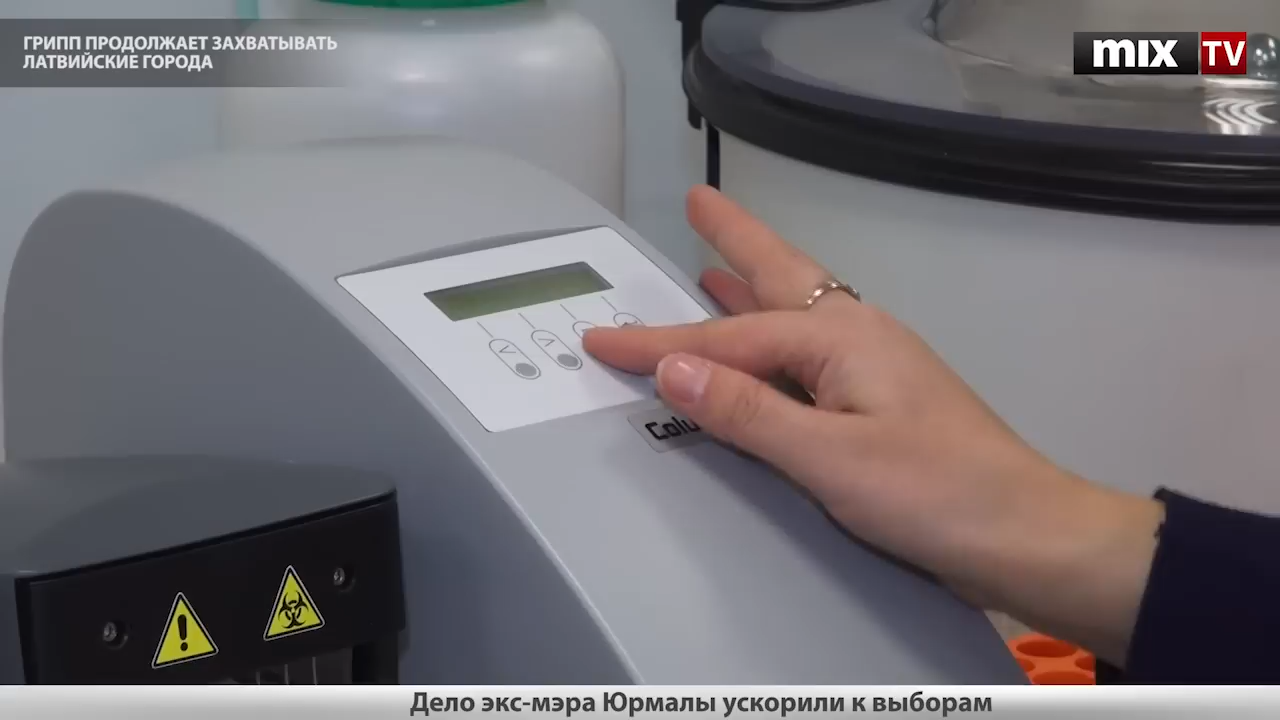 ГРИПП ПРОДОЛЖАЕТ ЗАХВАТЫВАТЬ
ЛАТВИЙСКИЕ ГОРОДА
mix TV
Дело экс-мэра Юрмалы ускорили к выборам